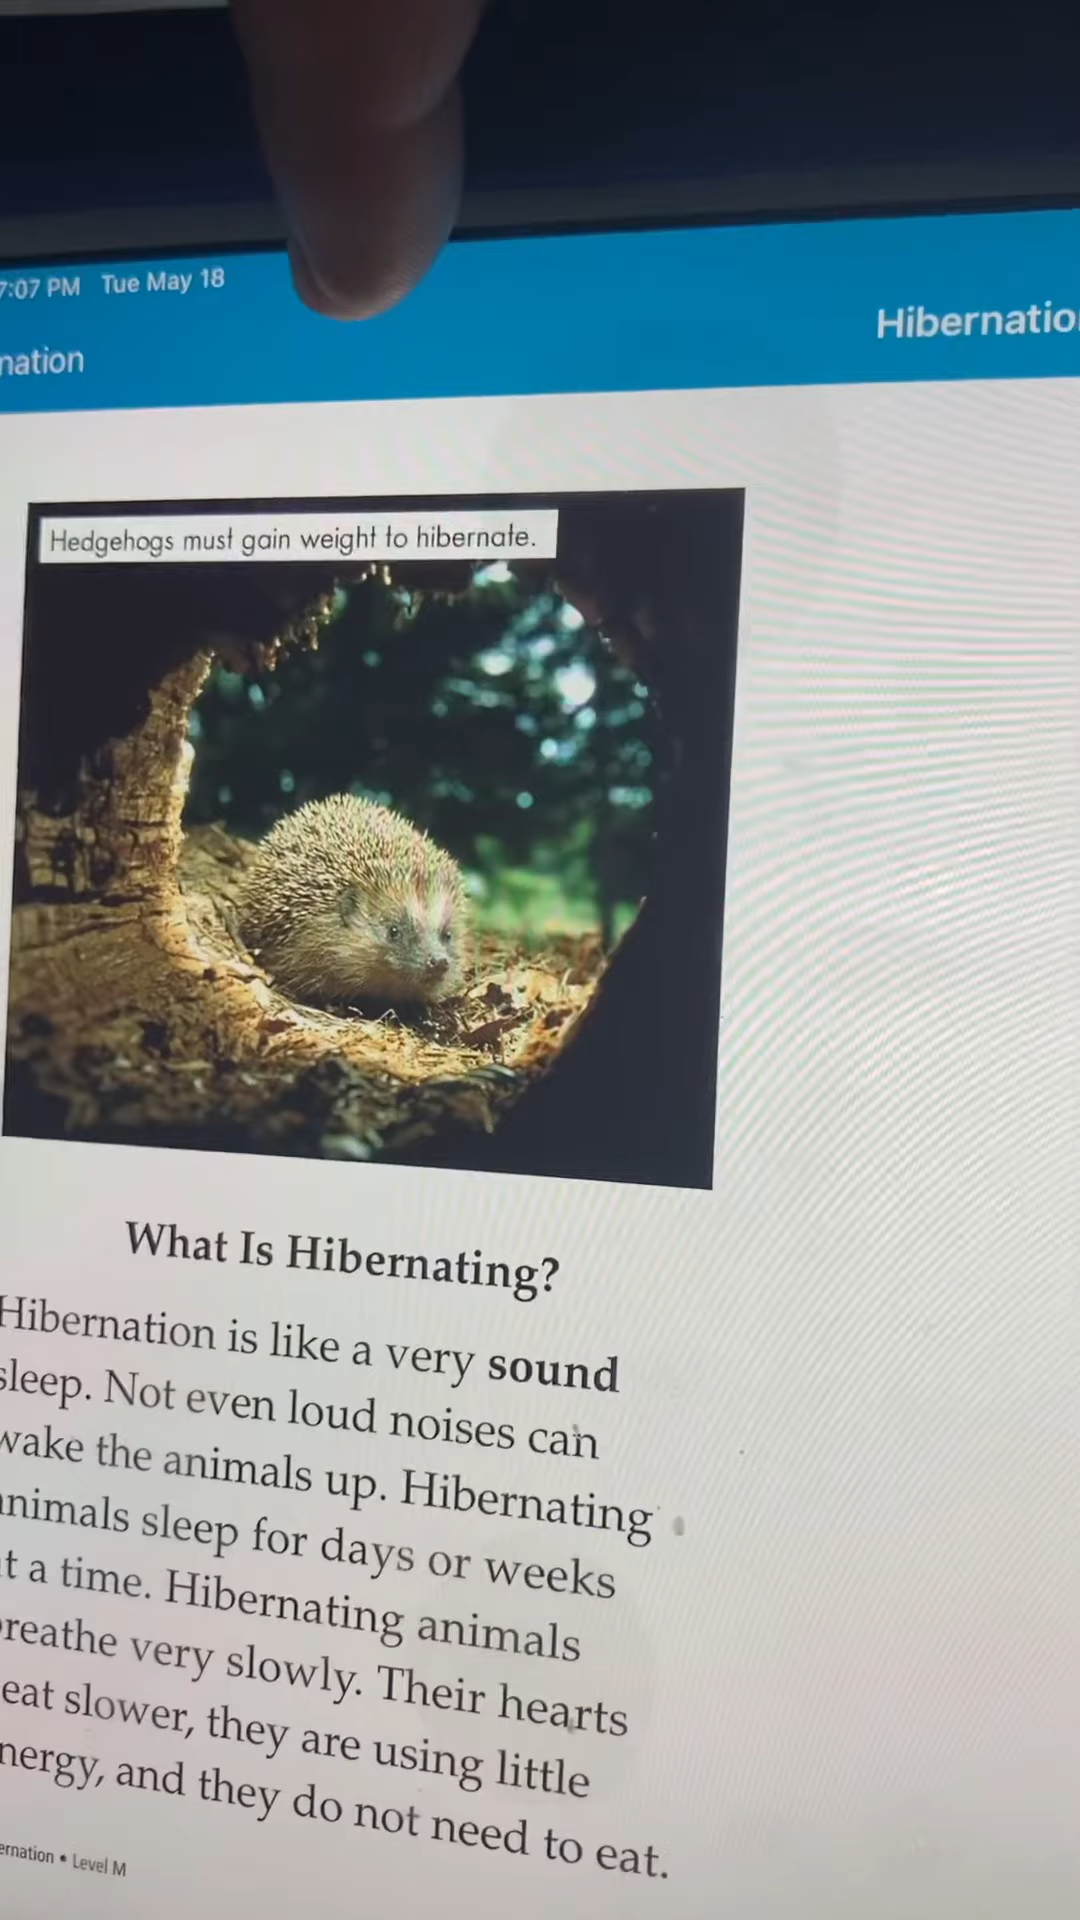 7:07 PM Tue May 18
nation
Hibernatio
Hedgehogs must gain weight to hibernate.
What Is Hibernating?
Hibernation is like a very sound
sleep. Not even loud noises can
wake the animals up. Hibernating
animals sleep for days or weeks
at a time. Hibernating animals
breathe very slowly. Their hearts
eat slower, they are using little
nergy, and they do not need to eat.
ernation • Level M